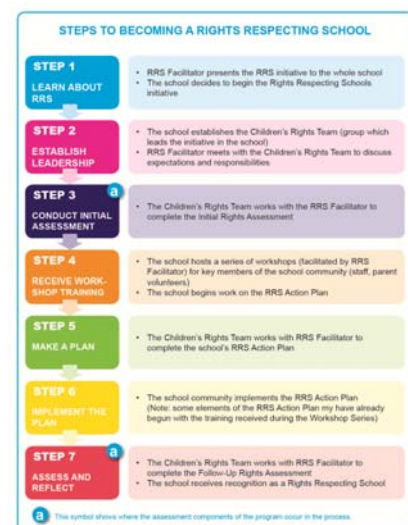 STEPS TO BECOMING A RIGHTS RESPECTING SCHOOL
STEP 1
LEARN ABOUT
RRS
• RRS Facilitator presents the RRS initiative to the whole school
• The school decides to begin the Rights Respecting Schools
initiative
STEP 2
ESTABLISH
LEADERSHIP
• The school establishes the Children's Rights Team (group which
leads the initiative in the school)
• RRS Facilitator meets with the Children's Rights Team to discuss
expectations and responsibilities
STEP 3
a
CONDUCT INITIAL
ASSESSMENT
• The Children's Rights Team works with the RRS Facilitator to
complete the Initial Rights Assessment
STEP 4
RECEIVE WORK-
SHOP TRAINING
• The school hosts a series of workshops (facilitated by RRS
Facilitator) for key members of the school community (staff, parent
volunteers)
• The school begins work on the RRS Action Plan
STEP 5
MAKE A PLAN
• The Children's Rights Team works with RRS Facilitator to
complete the school's RRS Action Plan
STEP 6
IMPLEMENT THE
PLAN
• The school community implements the RRS Action Plan
(Note: some elements of the RRS Action Plan my have already
begun with the training received during the Workshop Series)
STEP 7
a
ASSESS AND
REFLECT
• The Children's Rights Team works with RRS Facilitator to
complete the Follow-Up Rights Assessment
• The school receives recognition as a Rights Respecting School
a This symbol shows where the assessment components of the program occur in the process.